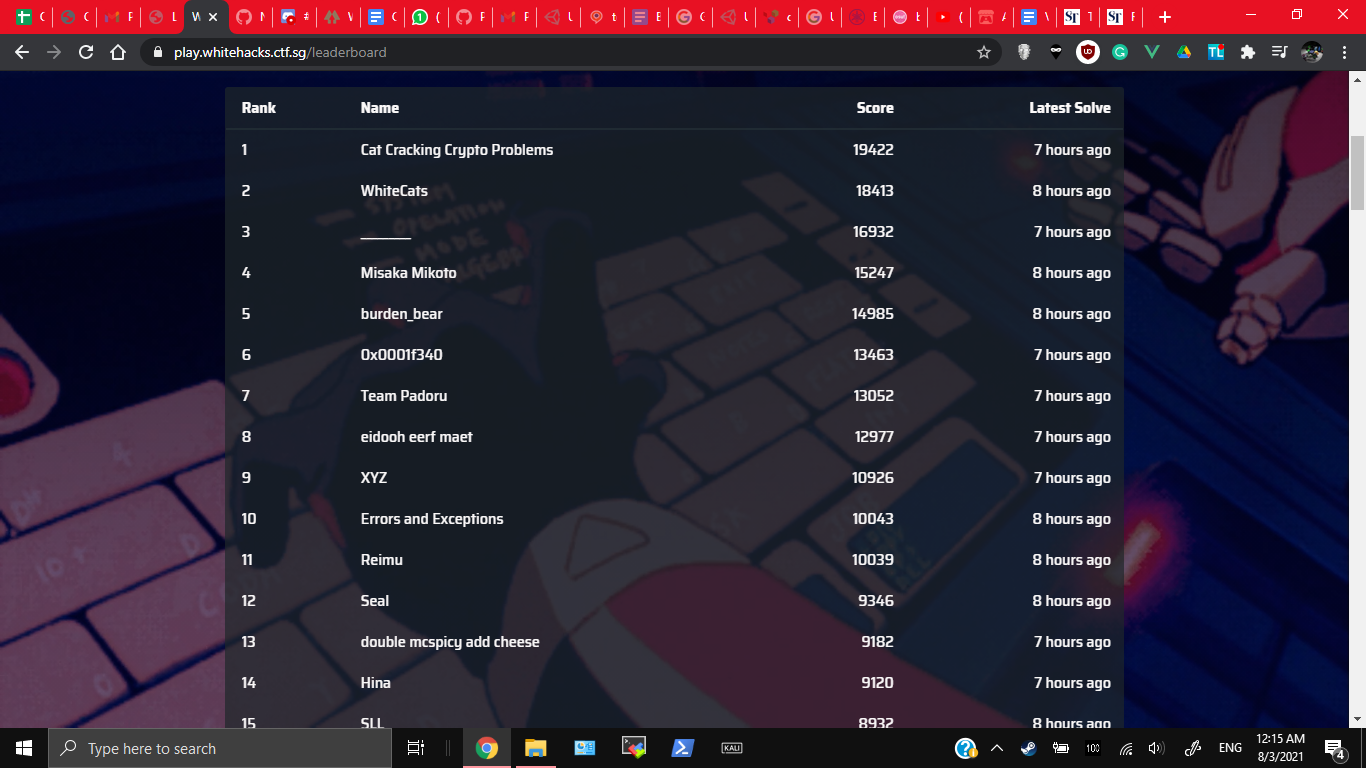 play.whitehacks.ctf.sg/leaderboard
Rank Name Score Latest Solve
1 Cat Cracking Crypto Problems 19422 7 hours ago
2 WhiteCats 18413 8 hours ago
3 _______ 16932 7 hours ago
4 Misaka Mikoto 15247 8 hours ago
5 burden_bear 14985 8 hours ago
6 0x0001f340 13463 7 hours ago
7 Team Padoru 13052 7 hours ago
8 eidooh eerf maet 12977 7 hours ago
9 XYZ 10926 7 hours ago
10 Errors and Exceptions 10043 8 hours ago
11 Reimu 10039 8 hours ago
12 Seal 9346 8 hours ago
13 double mcspicy add cheese 9182 7 hours ago
14 Hina 9120 7 hours ago
15 SLL 8932 8 hours ago
Type here to search
KALI
100
ENG
12:15 AM
8/3/2021
4